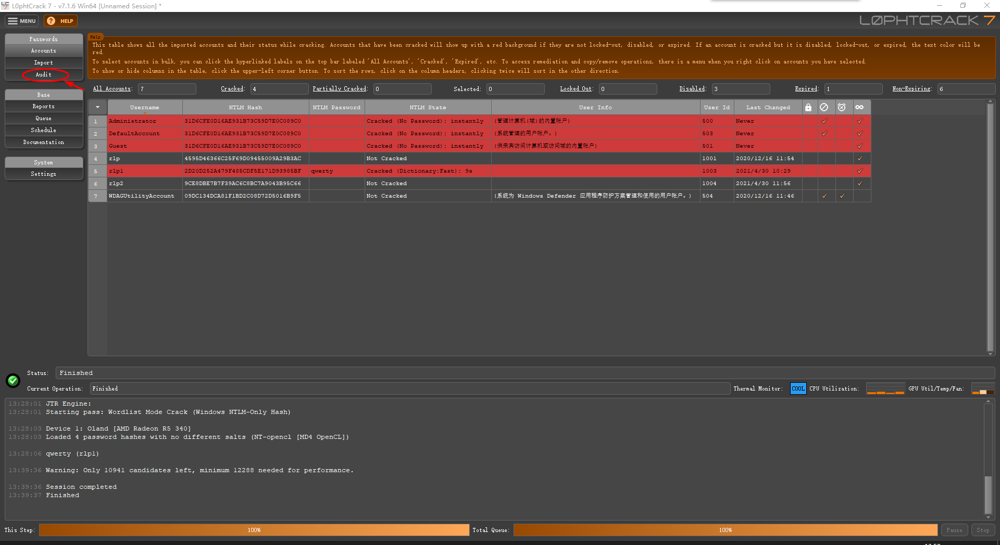 L0phtCrack 7 - v7.1.6 Win64 [Unnamed Session] *
MENU
HELP
L0PHTCRACK 7
Passwords
Accounts
Import
Audit
Base
Reports
Queue
Schedule
Documentation
System
Settings
Help
This table shows all the imported accounts and their status while cracking. Accounts that have been cracked will show up with a red background if they are not locked-out, disabled, or expired. If an account is cracked but it is disabled, locked-out, or expired, the text color will be
red.
To select accounts in bulk, you can click the hyperlinked labels on the top bar labeled 'All Accounts', 'Cracked', 'Expired', etc. To access remediation and copy/remove operations, there is a menu when you right click on accounts you have selected.
To show or hide columns in the table, click the upper-left corner button. To sort the rows, click on the column headers, clicking twice will sort in the other direction.
All Accounts: 7 Cracked: 4 Partially Cracked: 0 Selected: 0 Locked Out: 0 Disabled: 3 Expired: 1 Non-Expiring: 6
Username NTLM Hash NTLM Password NTLM State User Info User Id Last Changed
1 Administrator 31D6CFE0D16AE931B73C59D7E0C089C0 Cracked (No Password): instantly (管理计算机(域)的内置帐户) 500 Never ✓ ✓
2 DefaultAccount 31D6CFE0D16AE931B73C59D7E0C089C0 Cracked (No Password): instantly (系统管理的用户帐户。) 503 Never ✓ ✓
3 Guest 31D6CFE0D16AE931B73C59D7E0C089C0 Cracked (No Password): instantly (供来宾访问计算机或访问域的内置帐户) 501 Never ✓
4 rlp 4595D46366C25F69D09455009A29B3AC Not Cracked 1001 2020/12/16 11:54 ✓
5 rlp1 2D20D252A479F485CDF5E171D93985BF qwerty Cracked (Dictionary:Fast): 9s 1003 2021/4/30 10:29 ✓
6 rlp2 9CE8DBE7B7F39AC6C8BC7A9043B95C66 Not Cracked 1004 2021/4/30 11:56 ✓
7 WDAGUtilityAccount 09DC134DCA81F1BD2C08D72D5016B9F5 Not Cracked (系统为 Windows Defender 应用程序防护方案管理和使用的用户帐户。) 504 2020/12/16 11:46 ✓ ✓
Status: Finished
Current Operation: Finished Thermal Monitor: COOL CPU Utilization: GPU Util/Temp/Fan:
13:28:01 JTR Engine:
13:28:01 Starting pass: Wordlist Mode Crack (Windows NTLM-Only Hash)
13:28:03 Device 1: Oland [AMD Radeon R5 340]
13:28:03 Loaded 4 password hashes with no different salts (NT-opencl [MD4 OpenCL])
13:28:06 qwerty (rlp1)
13:39:36 Warning: Only 10941 candidates left, minimum 12288 needed for performance.
13:39:36 Session completed
13:39:37 Finished
This Step: 100% Total Queue: 100% Pause Stop